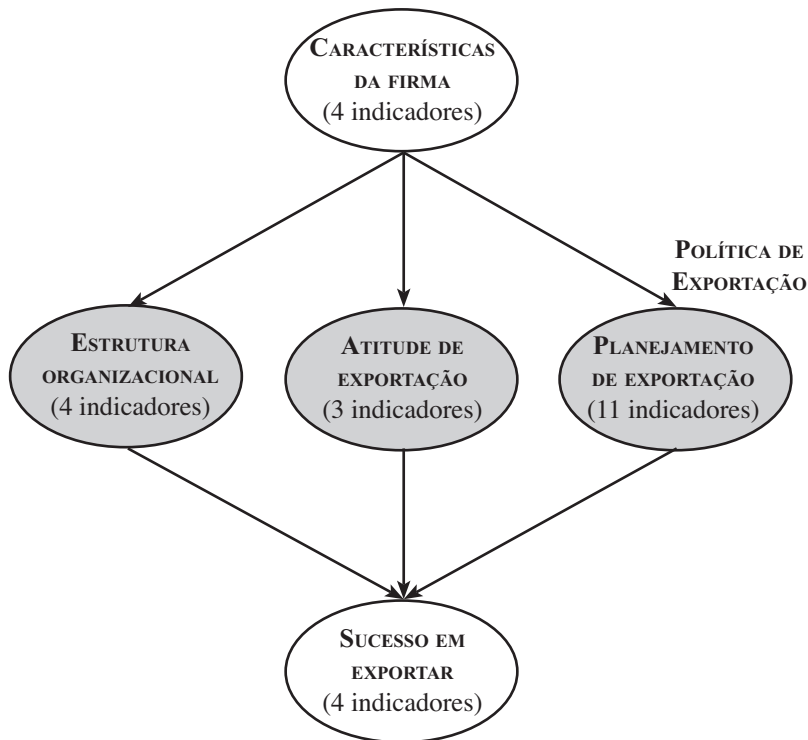 Características
da firma
(4 indicadores)
Política de
Exportação
Estrutura
organizacional
(4 indicadores)
Atitude de
exportação
(3 indicadores)
Planejamento
de exportação
(11 indicadores)
Sucesso em
exportar
(4 indicadores)